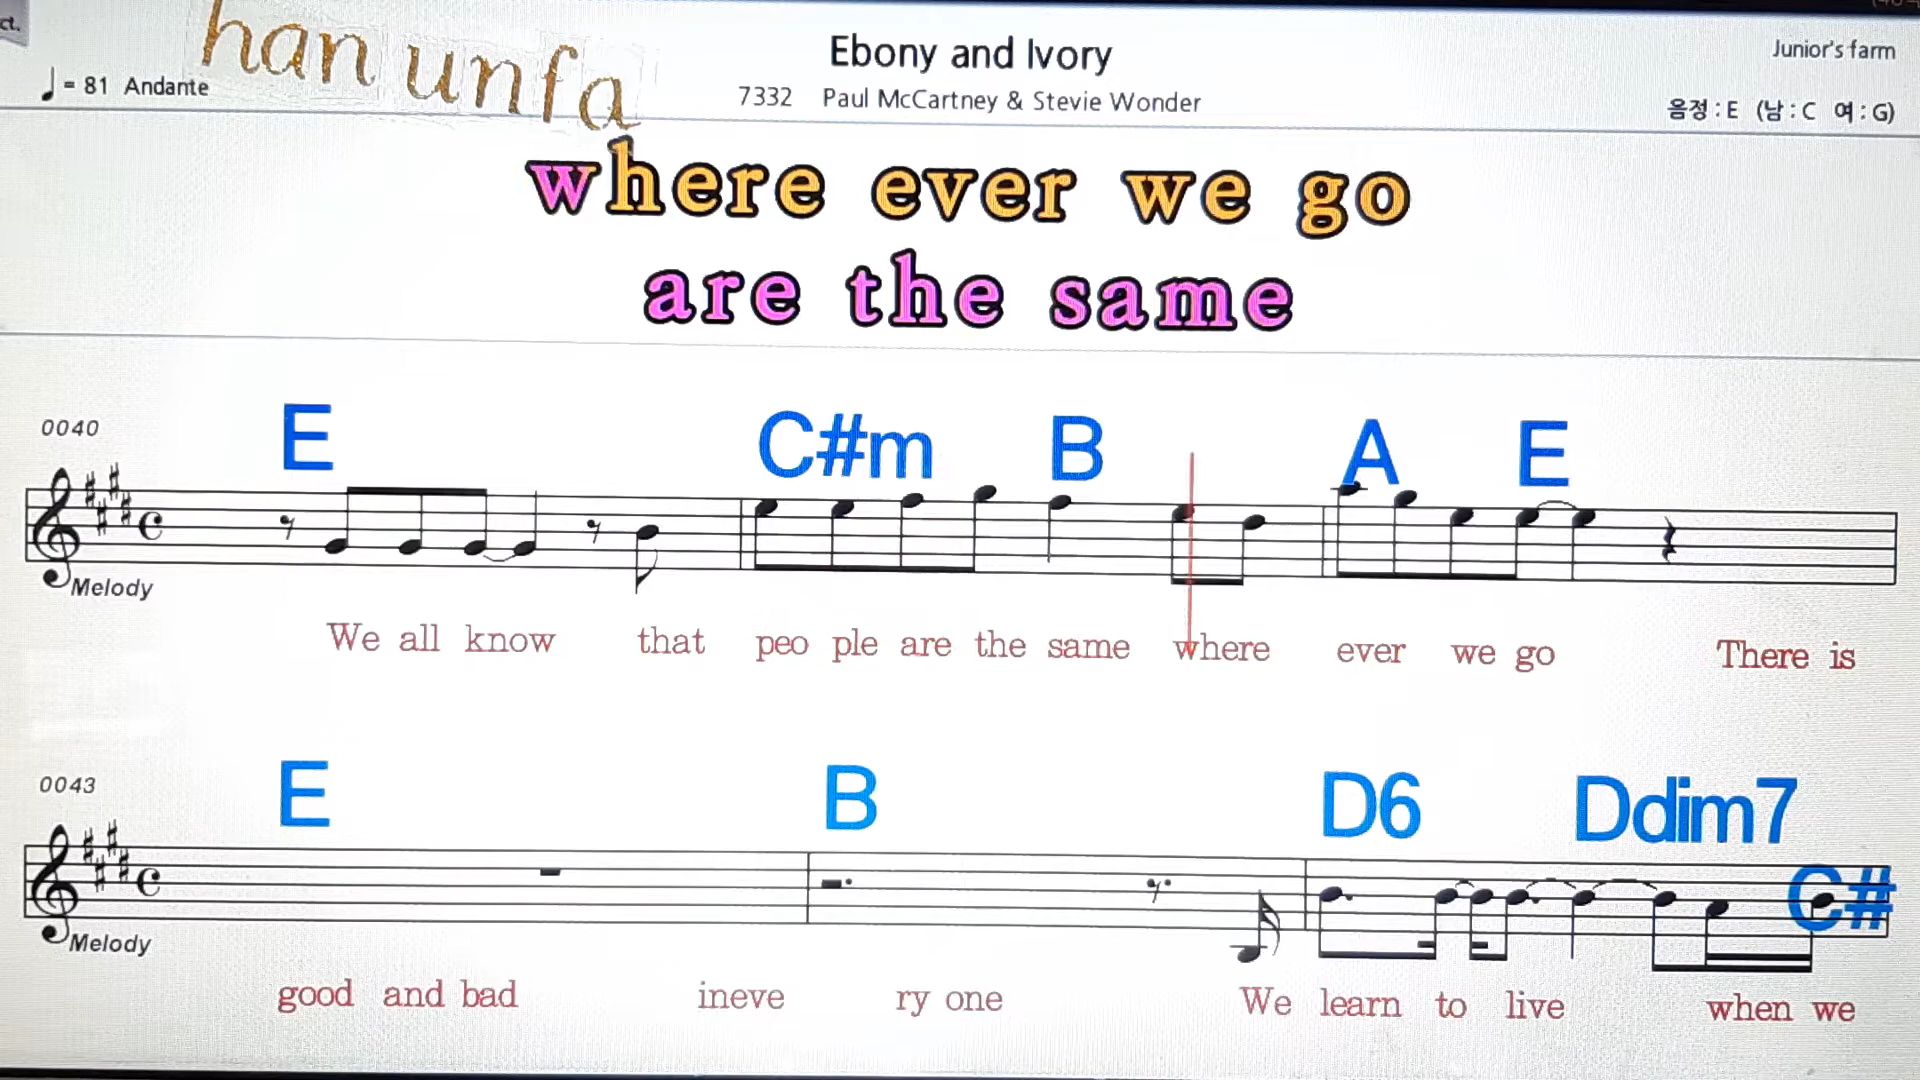 ct.
han unfa
Ebony and Ivory
Junior's farm
= 81 Andante
7332 Paul McCartney & Stevie Wonder
음정 : E (남 : C 여 : G)
where ever we go
are the same
0040
E C#m B A E
Melody
We all know that peo ple are the same where ever we go There is
0043
E B D6 Ddim7 C#
Melody
good and bad ineve ry one We learn to live when we